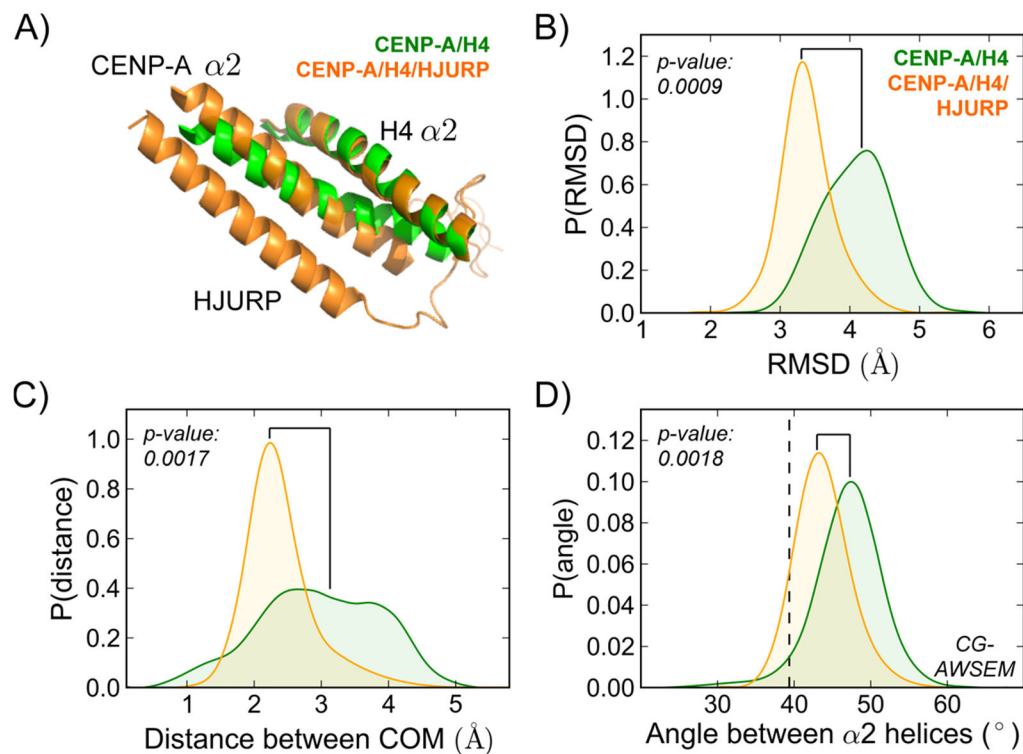 A)
CENP-A/H4
CENP-A/H4/HJURP
CENP-A α2
H4 α2
HJURP
B)
p-value:
0.0009
CENP-A/H4
CENP-A/H4/
HJURP
P(RMSD)
1.2
1.0
0.8
0.6
0.4
0.2
0.0
1 2 3 4 5 6
RMSD (Å)
C)
p-value:
0.0017
P(distance)
1.0
0.8
0.6
0.4
0.2
0.0
1 2 3 4 5
Distance between COM (Å)
D)
p-value:
0.0018
P(angle)
0.12
0.10
0.08
0.06
0.04
0.02
0.00
CG-
AWSEM
30 40 50 60
Angle between α2 helices (°)